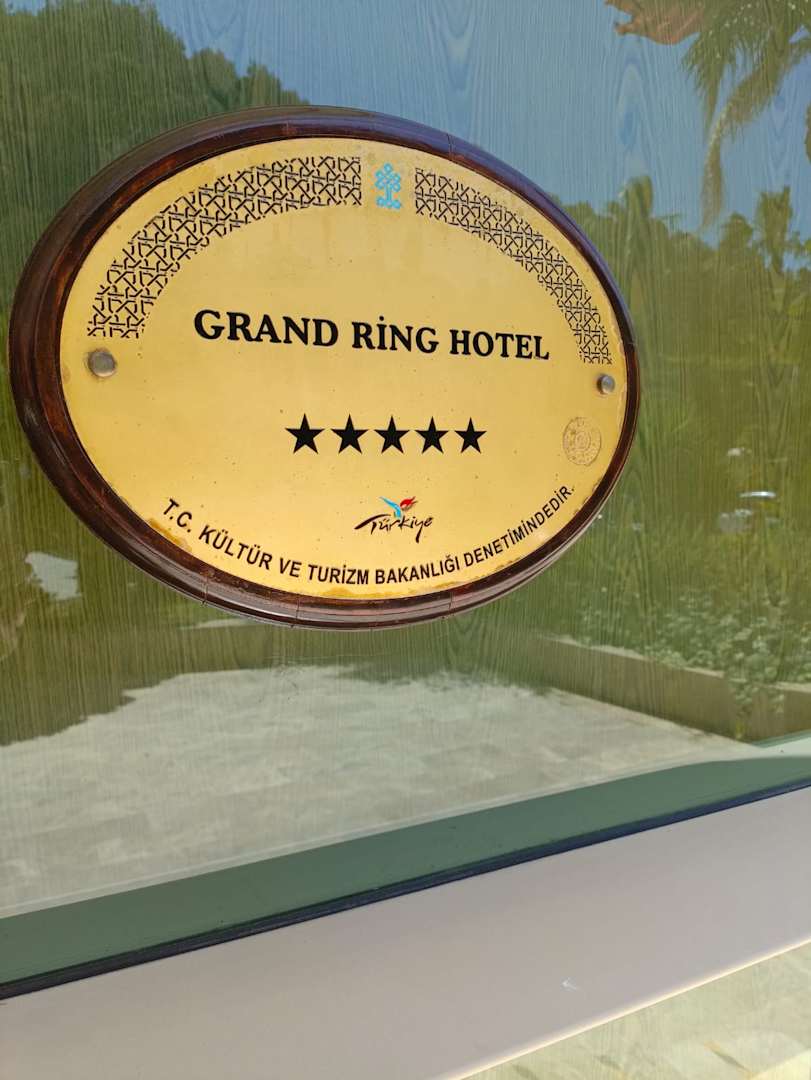 GRAND RİNG HOTEL
★★★★★
Türkiye
T.C. KÜLTÜR VE TURİZM BAKANLIĞI DENETİMİNDEDİR.